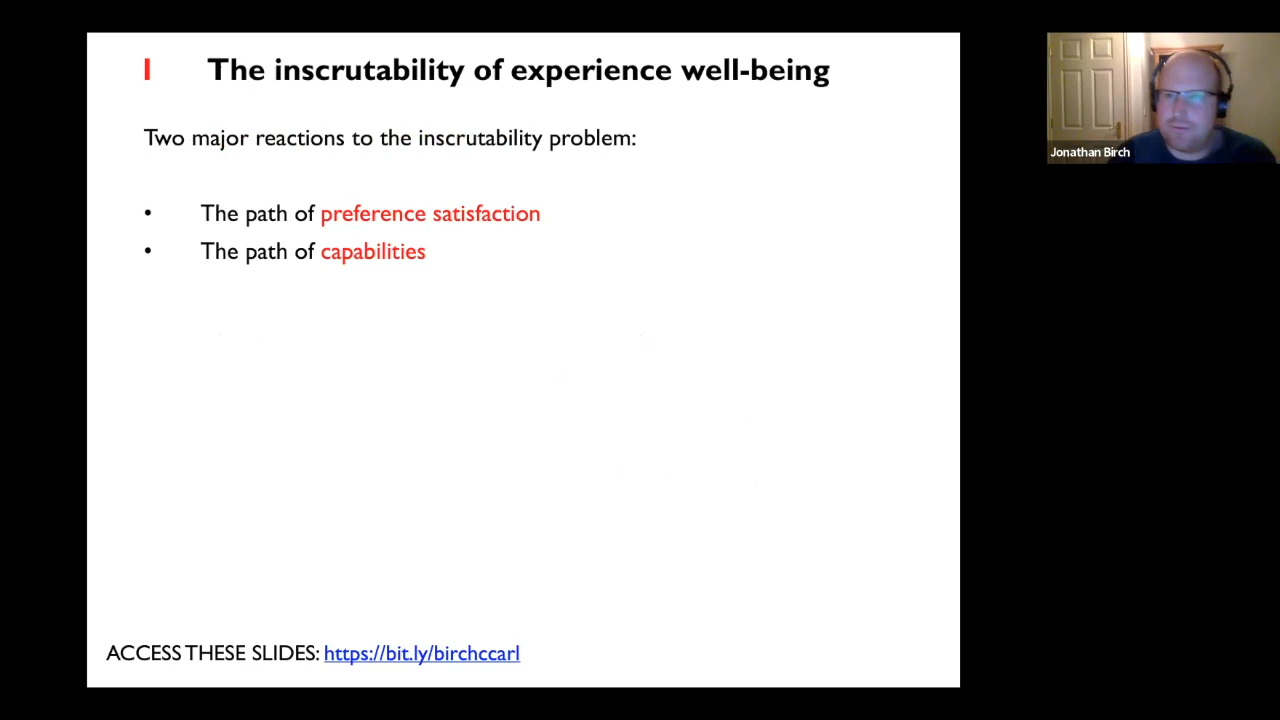 I The inscrutability of experience well-being
Two major reactions to the inscrutability problem:
• The path of preference satisfaction
• The path of capabilities
ACCESS THESE SLIDES: https://bit.ly/birchccarl
Jonathan Birch